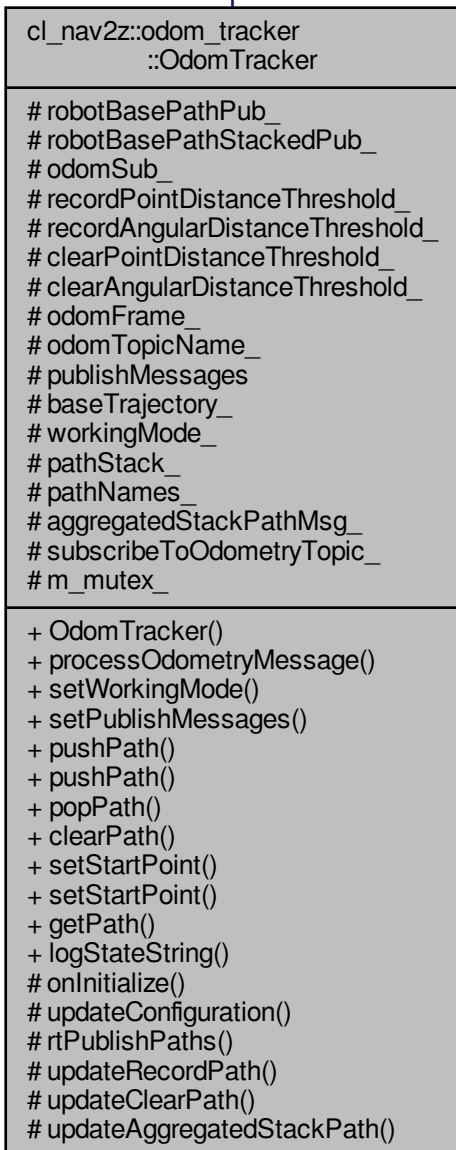 cl_nav2z::odom_tracker
::OdomTracker
# robotBasePathPub_
# robotBasePathStackedPub_
# odomSub_
# recordPointDistanceThreshold_
# recordAngularDistanceThreshold_
# clearPointDistanceThreshold_
# clearAngularDistanceThreshold_
# odomFrame_
# odomTopicName_
# publishMessages
# baseTrajectory_
# workingMode_
# pathStack_
# pathNames_
# aggregatedStackPathMsg_
# subscribeToOdometryTopic_
# m_mutex_
+ OdomTracker()
+ processOdometryMessage()
+ setWorkingMode()
+ setPublishMessages()
+ pushPath()
+ pushPath()
+ popPath()
+ clearPath()
+ setStartPoint()
+ setStartPoint()
+ getPath()
+ logStateString()
# onInitialize()
# updateConfiguration()
# rtPublishPaths()
# updateRecordPath()
# updateClearPath()
# updateAggregatedStackPath()